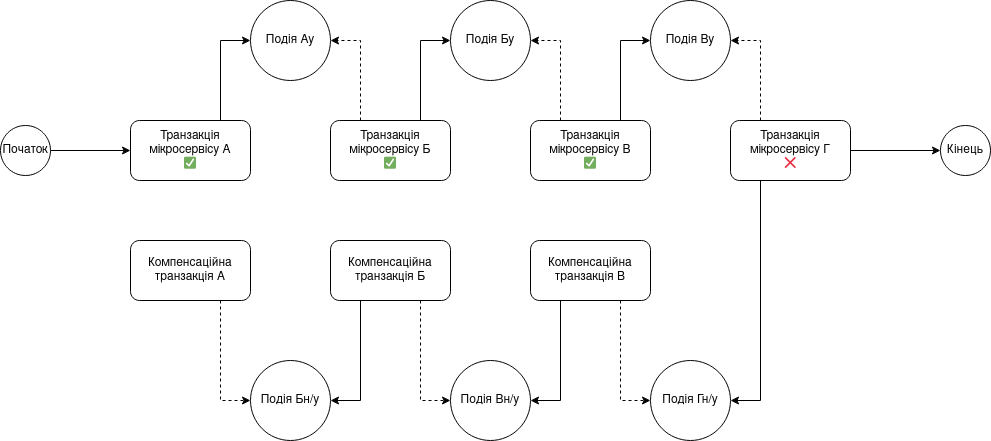 Подія Ау
Подія Бу
Подія Ву
Початок
Транзакція
мікросервісу А
Транзакція
мікросервісу Б
Транзакція
мікросервісу В
Транзакція
мікросервісу Г
Кінець
Компенсаційна
транзакція А
Компенсаційна
транзакція Б
Компенсаційна
транзакція В
Подія Бн/у
Подія Вн/у
Подія Гн/у